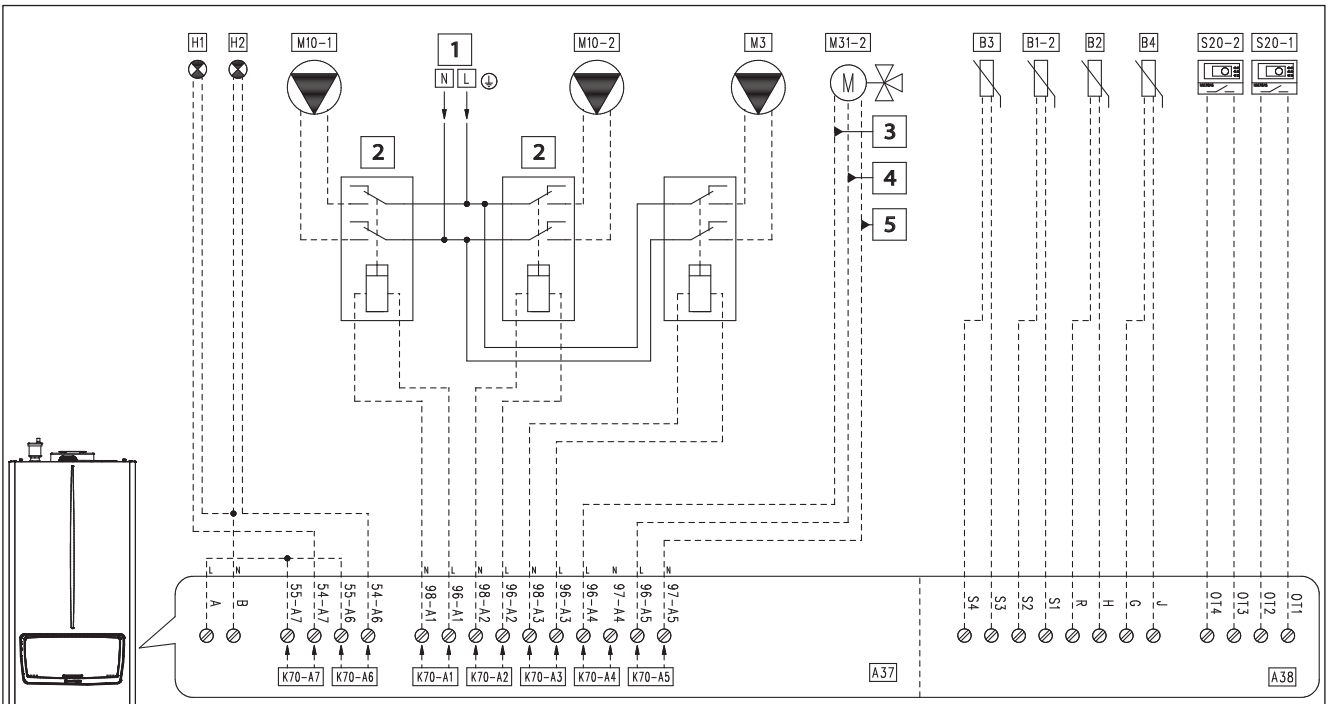 H1 H2 M10-1 1 M10-2 M3 M31-2 B3 B1-2 B2 B4 S20-2 S20-1
N L
M
3
2 2
4
5
L N N L N L N L L N L N
A B 55-A7 54-A7 55-A6 54-A6 98-A1 96-A1 98-A2 96-A2 98-A3 96-A3 96-A4 97-A4 96-A5 97-A5 S4 S3 S2 S1 R H G J OT4 OT3 OT2 OT1
K70-A7 K70-A6 K70-A1 K70-A2 K70-A3 K70-A4 K70-A5 A37 A38